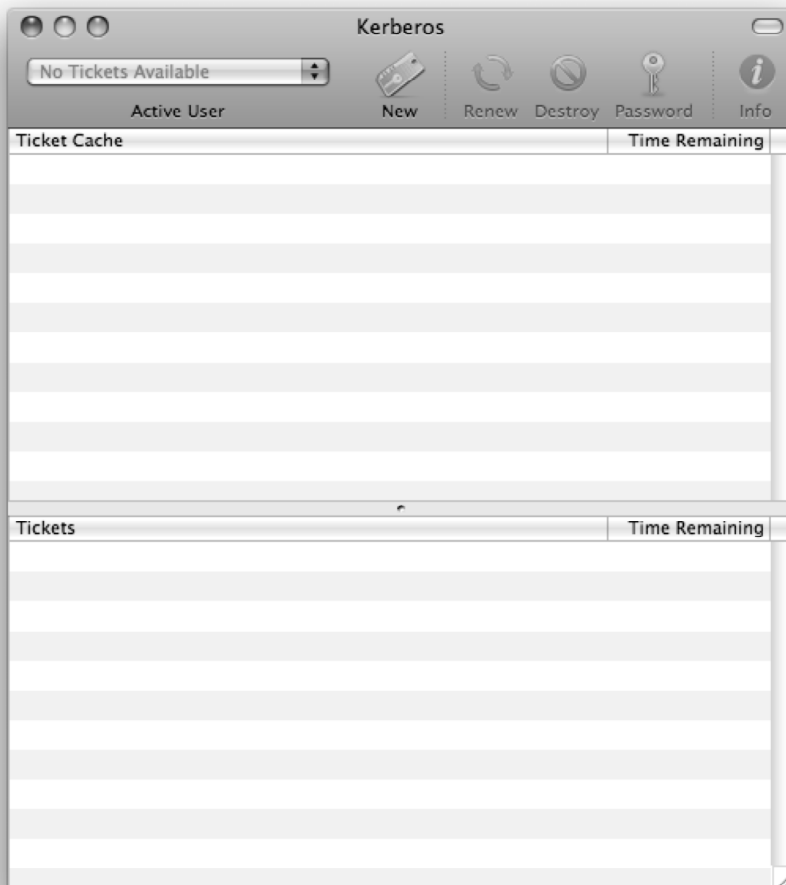 Kerberos
No Tickets Available
Active User
New
Renew
Destroy
Password
Info
Ticket Cache
Time Remaining
Tickets
Time Remaining